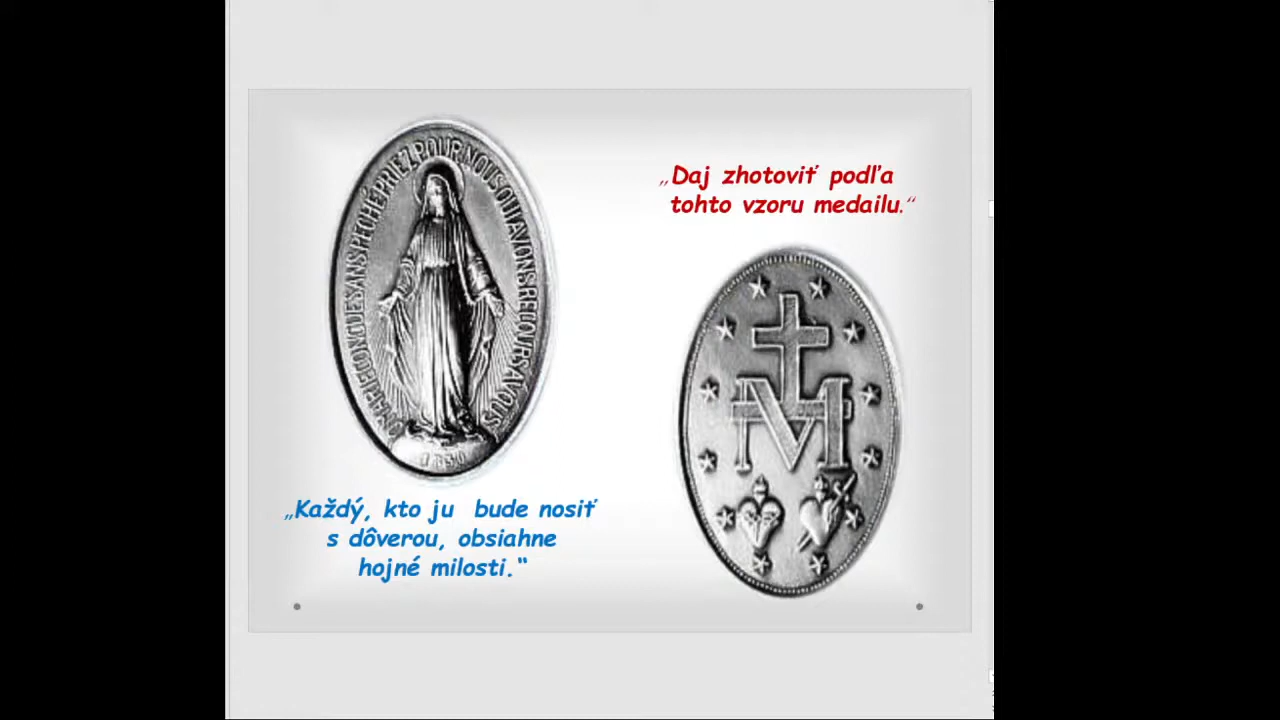 O MARIE CONÇUE SANS PÉCHÉ PRIEZ POUR NOUS QUI AVONS RECOURS À VOUS
1830
„Každý, kto ju bude nosiť
s dôverou, obsiahne
hojné milosti.“
„Daj zhotoviť podľa
tohto vzoru medailu.“
M